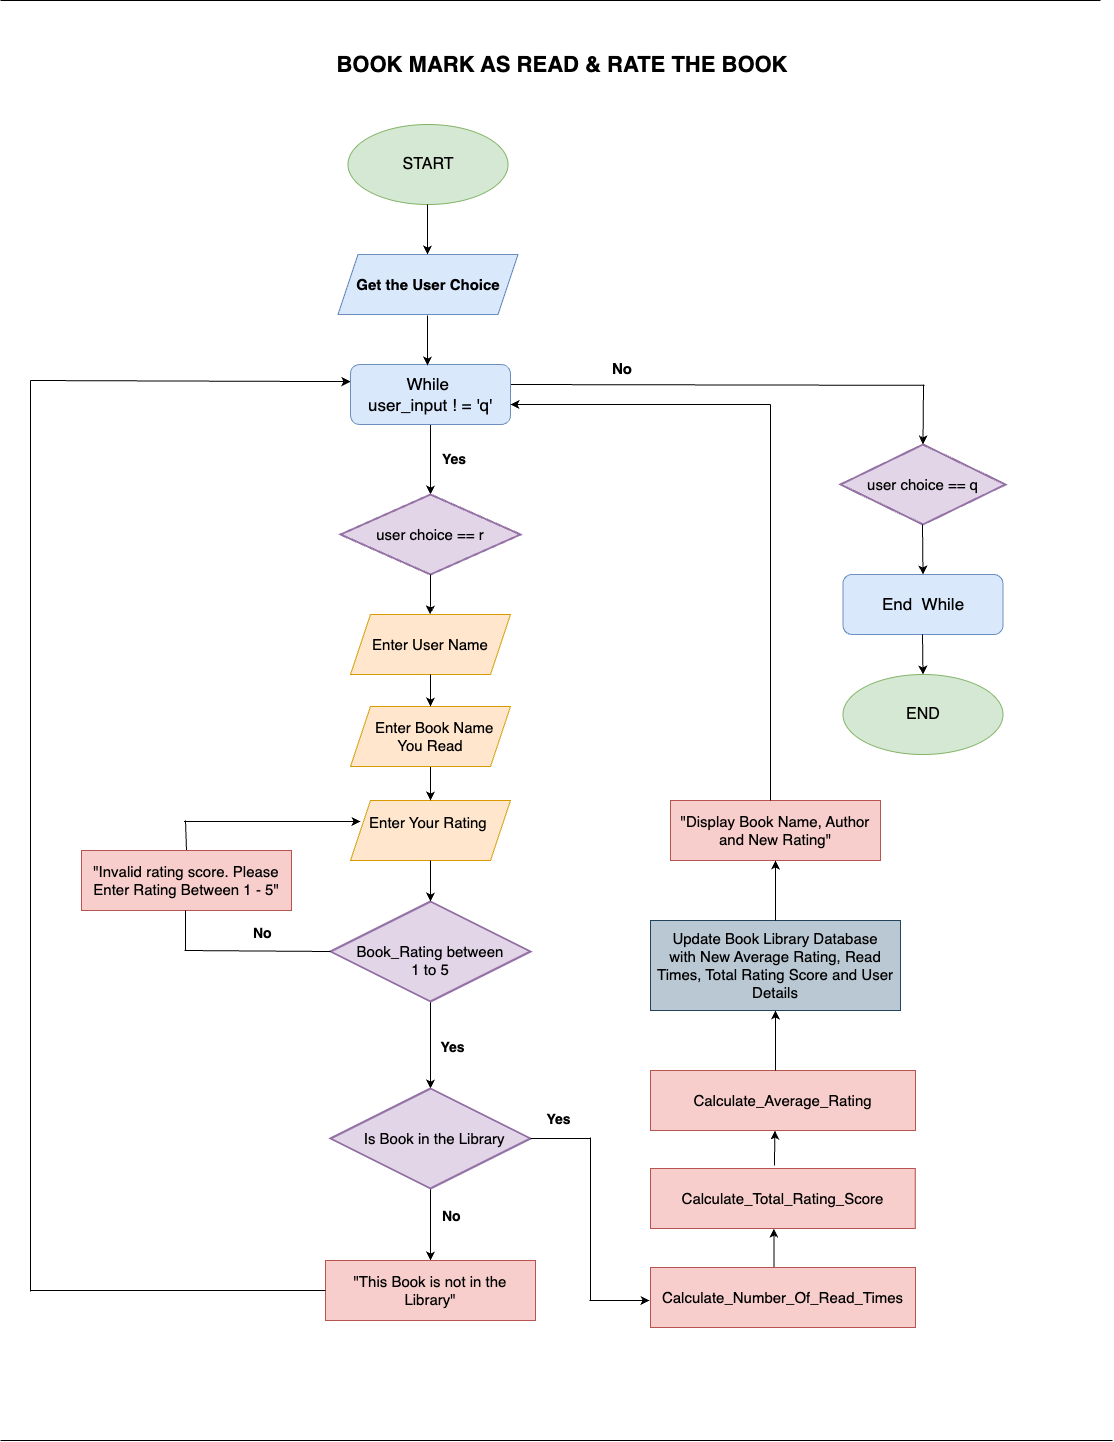 BOOK MARK AS READ & RATE THE BOOK
START
Get the User Choice
While
user_input ! = 'q'
No
Yes
user choice == q
user choice == r
End  While
Enter User Name
END
Enter Book Name
You Read
Enter Your Rating
"Invalid rating score. Please
Enter Rating Between 1 - 5"
No
Book_Rating between
1 to 5
Yes
Is Book in the Library
Yes
No
"This Book is not in the
Library"
Calculate_Number_Of_Read_Times
Calculate_Total_Rating_Score
Calculate_Average_Rating
Update Book Library Database
with New Average Rating, Read
Times, Total Rating Score and User
Details
"Display Book Name, Author
and New Rating"